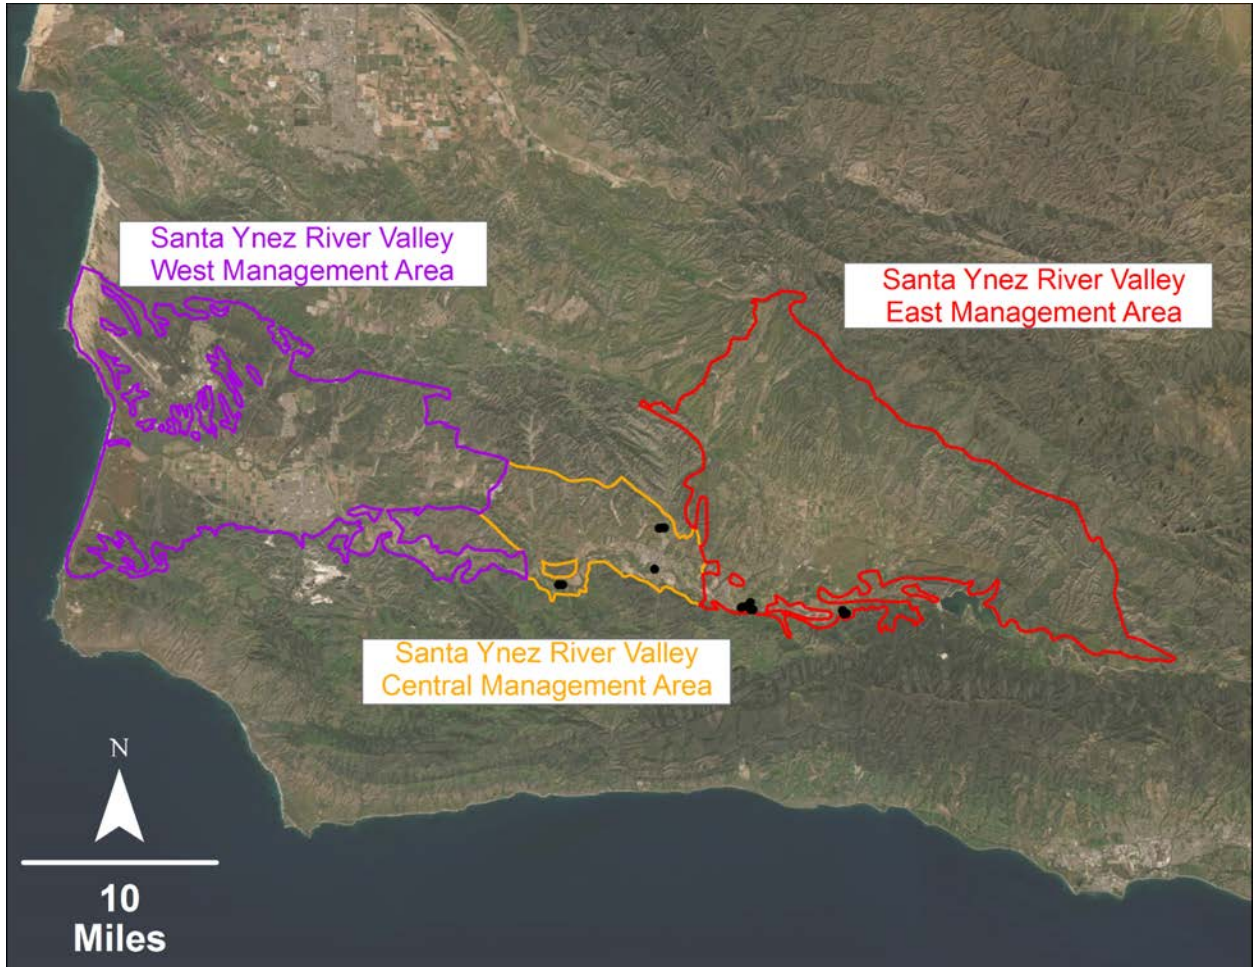 Santa Ynez River Valley
West Management Area
Santa Ynez River Valley
East Management Area
Santa Ynez River Valley
Central Management Area
N
10
Miles